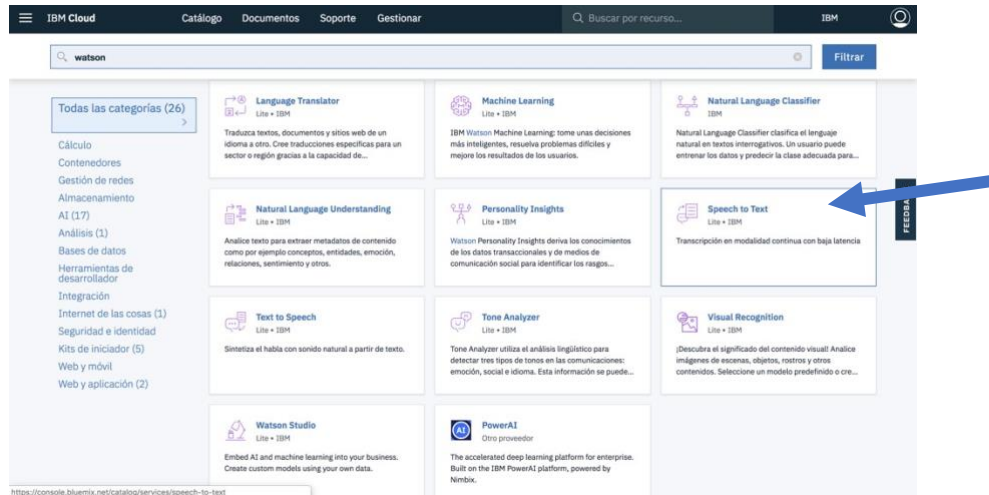 IBM Cloud Catálogo Documentos Soporte Gestionar Buscar por recurso... IBM
watson Filtrar
Todas las categorías (26)
>
Cálculo
Contenedores
Gestión de redes
Almacenamiento
AI (17)
Análisis (1)
Bases de datos
Herramientas de
desarrollador
Integración
Internet de las cosas (1)
Seguridad e identidad
Kits de iniciador (5)
Web y móvil
Web y aplicación (2)
Language Translator
Lite • IBM
Traduzca textos, documentos y sitios web de un
idioma a otro. Cree traducciones específicas para un
sector o región gracias a la capacidad de...
Machine Learning
Lite • IBM
IBM Watson Machine Learning: tome unas decisiones
más inteligentes, resuelva problemas difíciles y
mejore los resultados de los usuarios.
Natural Language Classifier
IBM
Natural Language Classifier clasifica el lenguaje
natural en textos interrogativos. Un usuario puede
entrenar los datos y predecir la clase adecuada para...
Natural Language Understanding
Lite • IBM
Analice texto para extraer metadatos de contenido
como por ejemplo conceptos, entidades, emoción,
relaciones, sentimiento y otros.
Personality Insights
Lite • IBM
Watson Personality Insights deriva los conocimientos
de los datos transaccionales y de medios de
comunicación social para identificar los rasgos...
Speech to Text
Lite • IBM
Transcripción en modalidad continua con baja latencia
Text to Speech
Lite • IBM
Sintetiza el habla con sonido natural a partir de texto.
Tone Analyzer
Lite • IBM
Tone Analyzer utiliza el análisis lingüístico para
detectar tres tipos de tonos en las comunicaciones:
emoción, social e idioma. Esta información se puede...
Visual Recognition
Lite • IBM
¡Descubra el significado del contenido visual! Analice
imágenes de escenas, objetos, rostros y otros
contenidos. Seleccione un modelo predefinido o cre...
Watson Studio
Lite • IBM
Embed AI and machine learning into your business.
Create custom models using your own data.
AI
PowerAI
Otro proveedor
The accelerated deep learning platform for enterprise.
Built on the IBM PowerAI platform, powered by
Nimbix.
FEEDBA
https://console.bluemix.net/catalog/services/speech-to-text